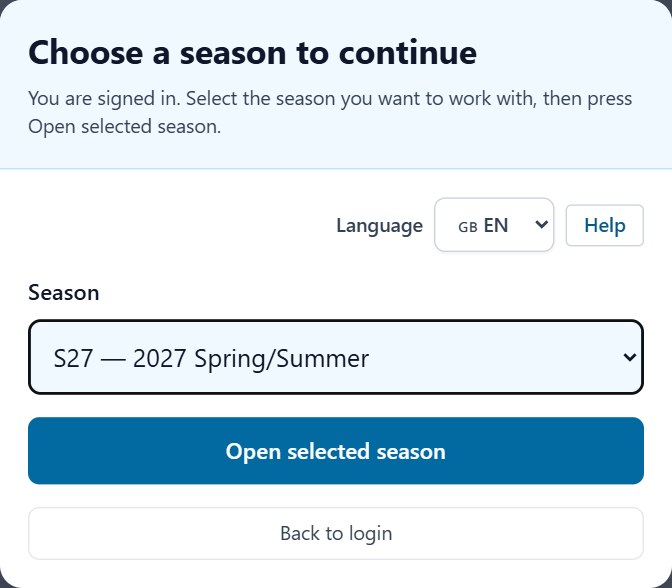 Choose a season to continue
You are signed in. Select the season you want to work with, then press
Open selected season.
Language
GB EN
Help
Season
S27 — 2027 Spring/Summer
Open selected season
Back to login